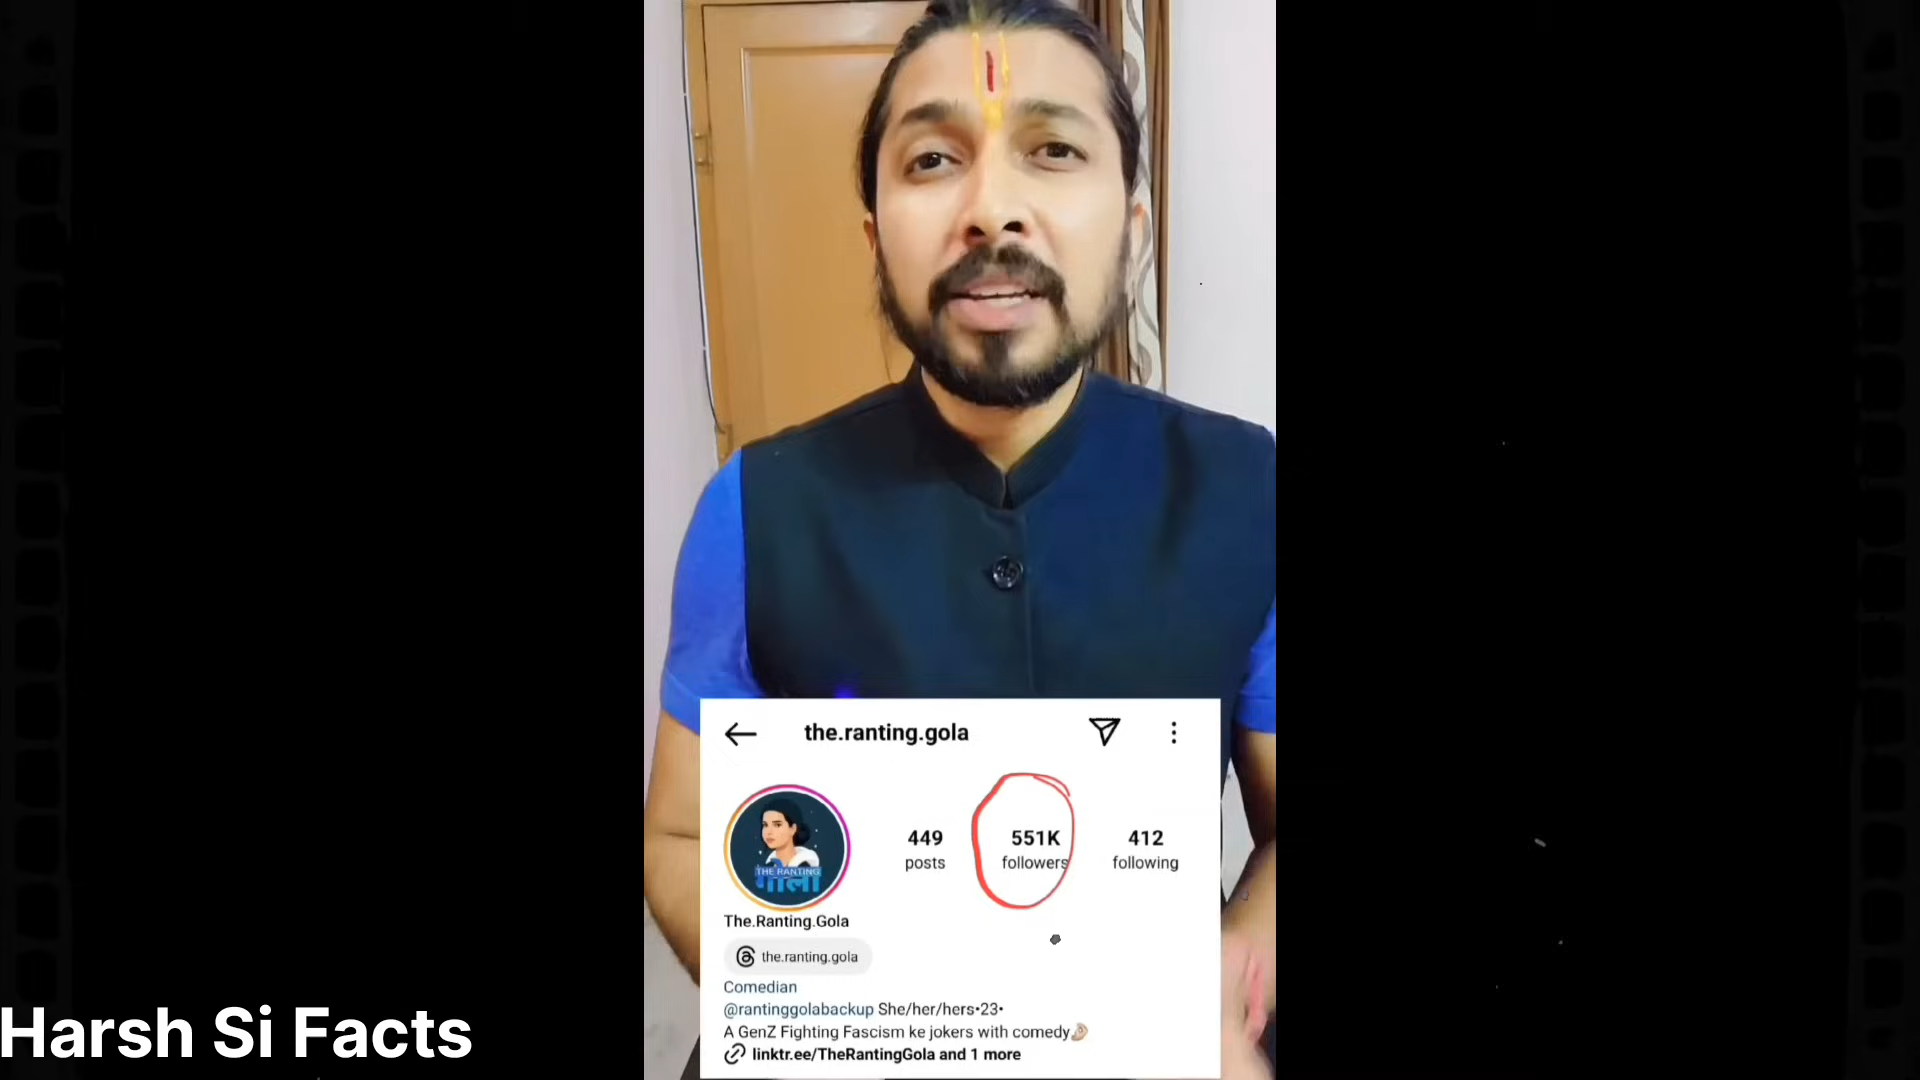 the.ranting.gola
449
posts
551K
followers
412
following
THE RANTING
गोला
The.Ranting.Gola
the.ranting.gola
Comedian
@rantinggolabackup She/her/hers•23•
A GenZ Fighting Fascism ke jokers with comedy🤌🏼
linktr.ee/TheRantingGola and 1 more
Harsh Si Facts